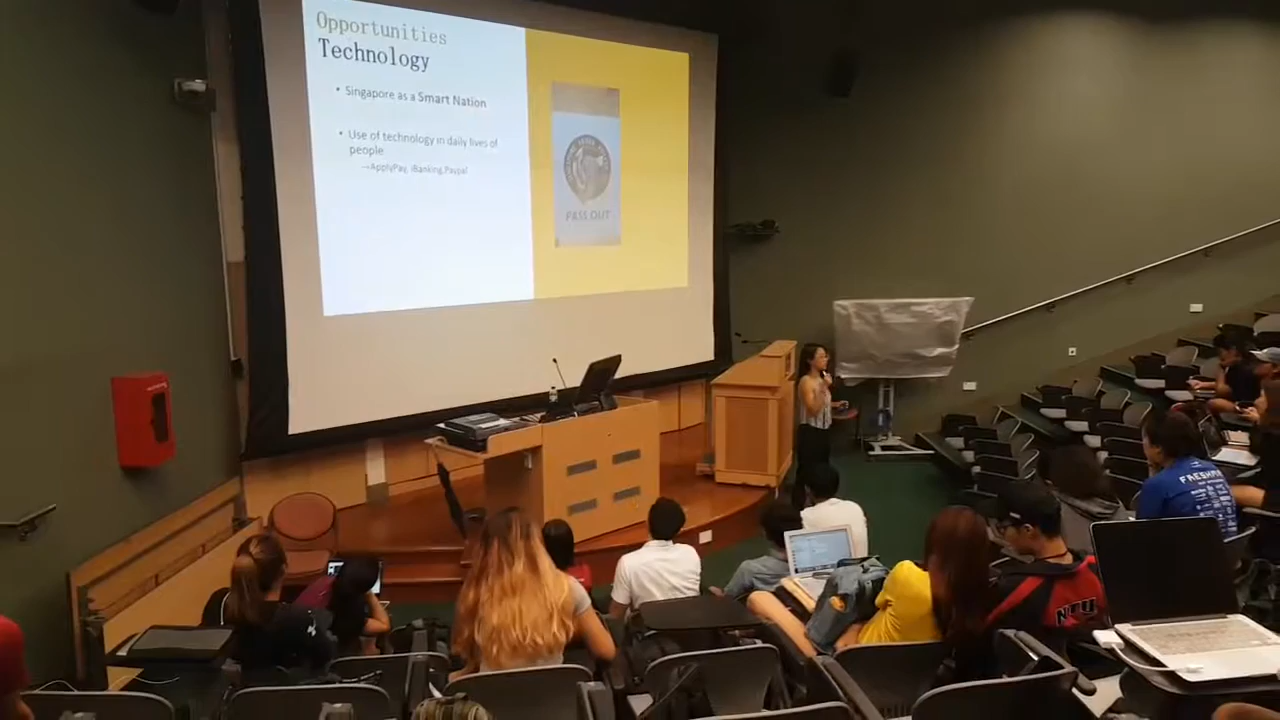 Opportunities
Technology
• Singapore as a Smart Nation
• Use of technology in daily lives of
people
→ApplyPay, iBanking,Paypal
PASS OUT
FRESHMAN
NTU